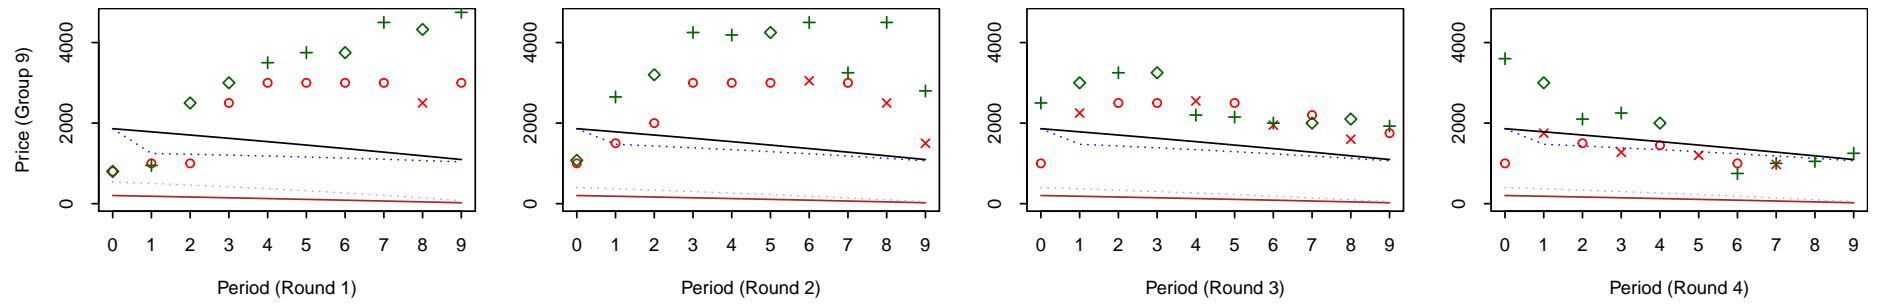 Price (Group 9)
4000
2000
0
0 1 2 3 4 5 6 7 8 9
Period (Round 1)
4000
2000
0
0 1 2 3 4 5 6 7 8 9
Period (Round 2)
4000
2000
0
0 1 2 3 4 5 6 7 8 9
Period (Round 3)
4000
2000
0
0 1 2 3 4 5 6 7 8 9
Period (Round 4)